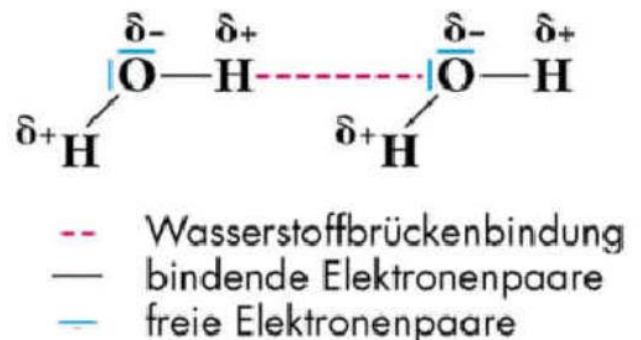 δ– δ+ δ– δ+
O H O H
δ+ H δ+ H
Wasserstoffbrückenbindung
bindende Elektronenpaare
freie Elektronenpaare